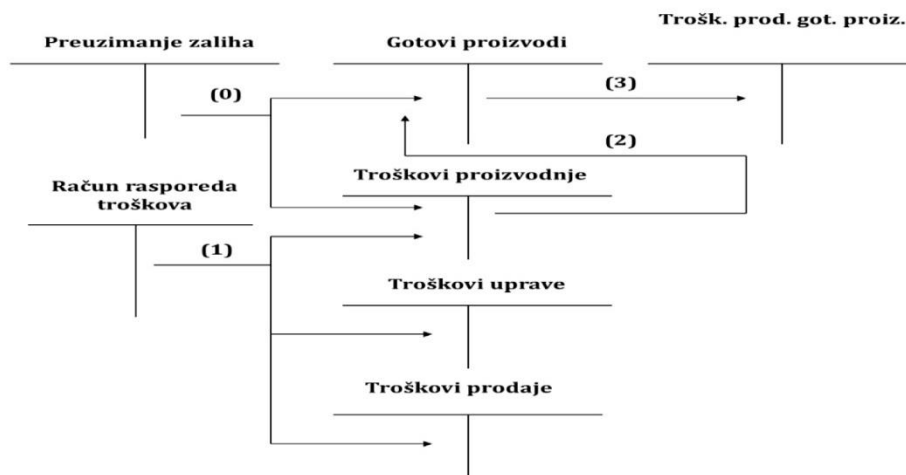 Trošk. prod. got. proiz.
Preuzimanje zaliha
Gotovi proizvodi
(0)
(3)
(2)
Račun rasporeda
troškova
Troškovi proizvodnje
(1)
Troškovi uprave
Troškovi prodaje